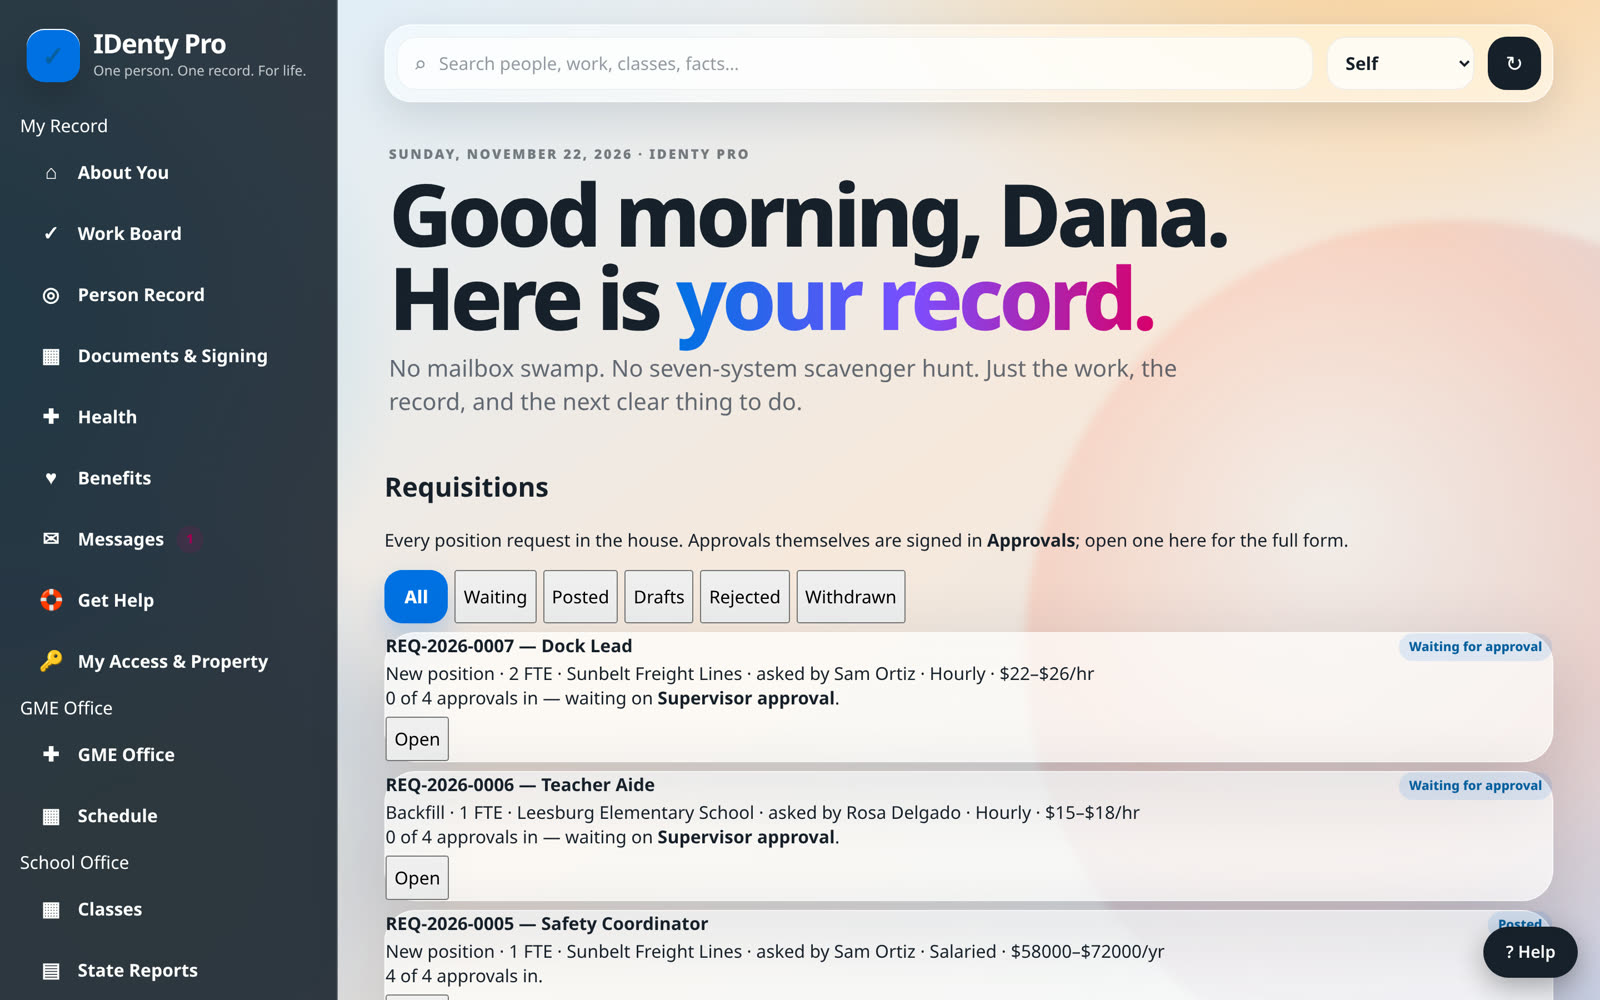 IDenty Pro
One person. One record. For life.
My Record
About You
Work Board
Person Record
Documents & Signing
Health
Benefits
Messages
Get Help
My Access & Property
GME Office
GME Office
Schedule
School Office
Classes
State Reports
Search people, work, classes, facts...
Self
SUNDAY, NOVEMBER 22, 2026 · IDENTY PRO
Good morning, Dana.
Here is your record.
No mailbox swamp. No seven-system scavenger hunt. Just the work, the
record, and the next clear thing to do.
Requisitions
Every position request in the house. Approvals themselves are signed in Approvals; open one here for the full form.
All Waiting Posted Drafts Rejected Withdrawn
REQ-2026-0007 — Dock Lead
Waiting for approval
New position · 2 FTE · Sunbelt Freight Lines · asked by Sam Ortiz · Hourly · $22–$26/hr
0 of 4 approvals in — waiting on Supervisor approval.
Open
REQ-2026-0006 — Teacher Aide
Waiting for approval
Backfill · 1 FTE · Leesburg Elementary School · asked by Rosa Delgado · Hourly · $15–$18/hr
0 of 4 approvals in — waiting on Supervisor approval.
Open
REQ-2026-0005 — Safety Coordinator
Posted
New position · 1 FTE · Sunbelt Freight Lines · asked by Sam Ortiz · Salaried · $58000–$72000/yr
4 of 4 approvals in.
? Help